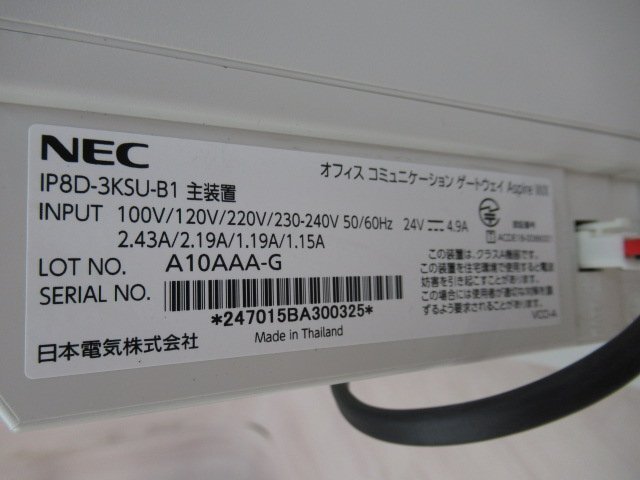 NEC
オフィス コミュニケーション ゲートウェイ Aspire WX
IP8D-3KSU-B1 主装置
INPUT 100V/120V/220V/230-240V 50/60Hz 24V 4.9A
2.43A/2.19A/1.19A/1.15A
LOT NO. A10AAA-G
SERIAL NO.
*247015BA300325*
Made in Thailand
日本電気株式会社
この装置は、クラスA機器です。
この装置を住宅環境で使用すると電波
妨害を引き起こすことがあります。
この場合には使用者が適切な対策を講
ずるよう要求されることがあります。
VCCI-A